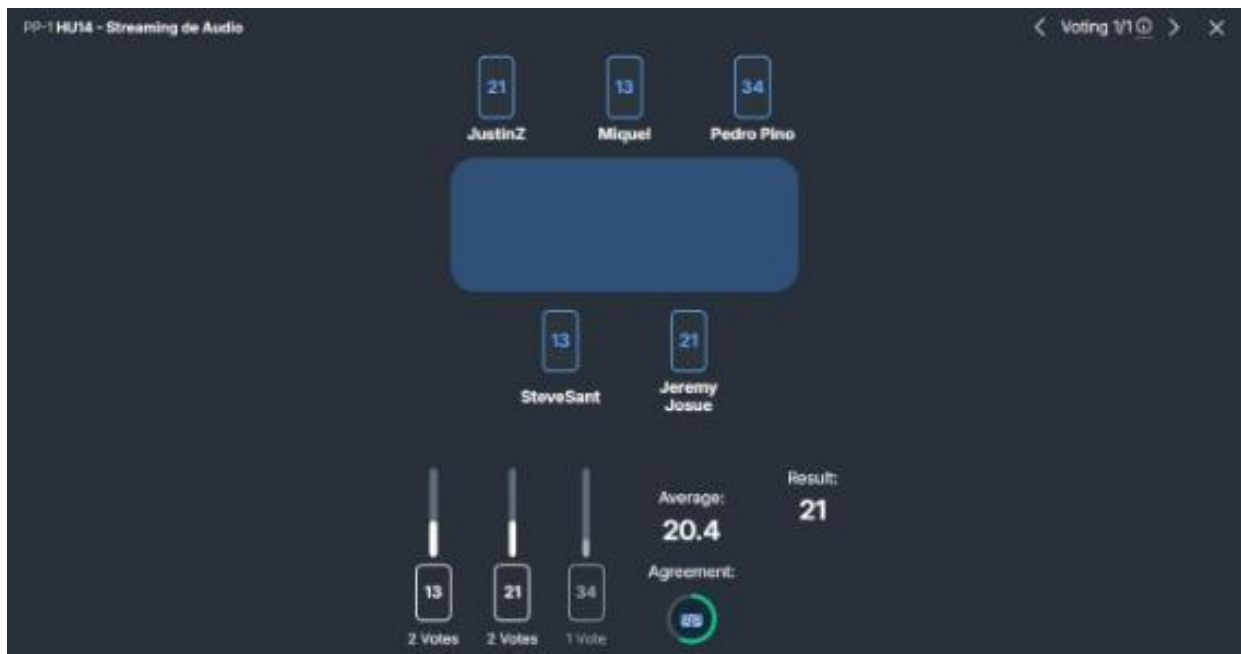 PP-1 HU14 - Streaming de Audio
Voting 1/1
21
13
34
JustinZ
Miquel
Pedro Pino
13
21
SteveSant
Jeremy
Josue
Average:
20.4
Result:
21
Agreement:
13
21
34
2 Votes
2 Votes
1 Vote